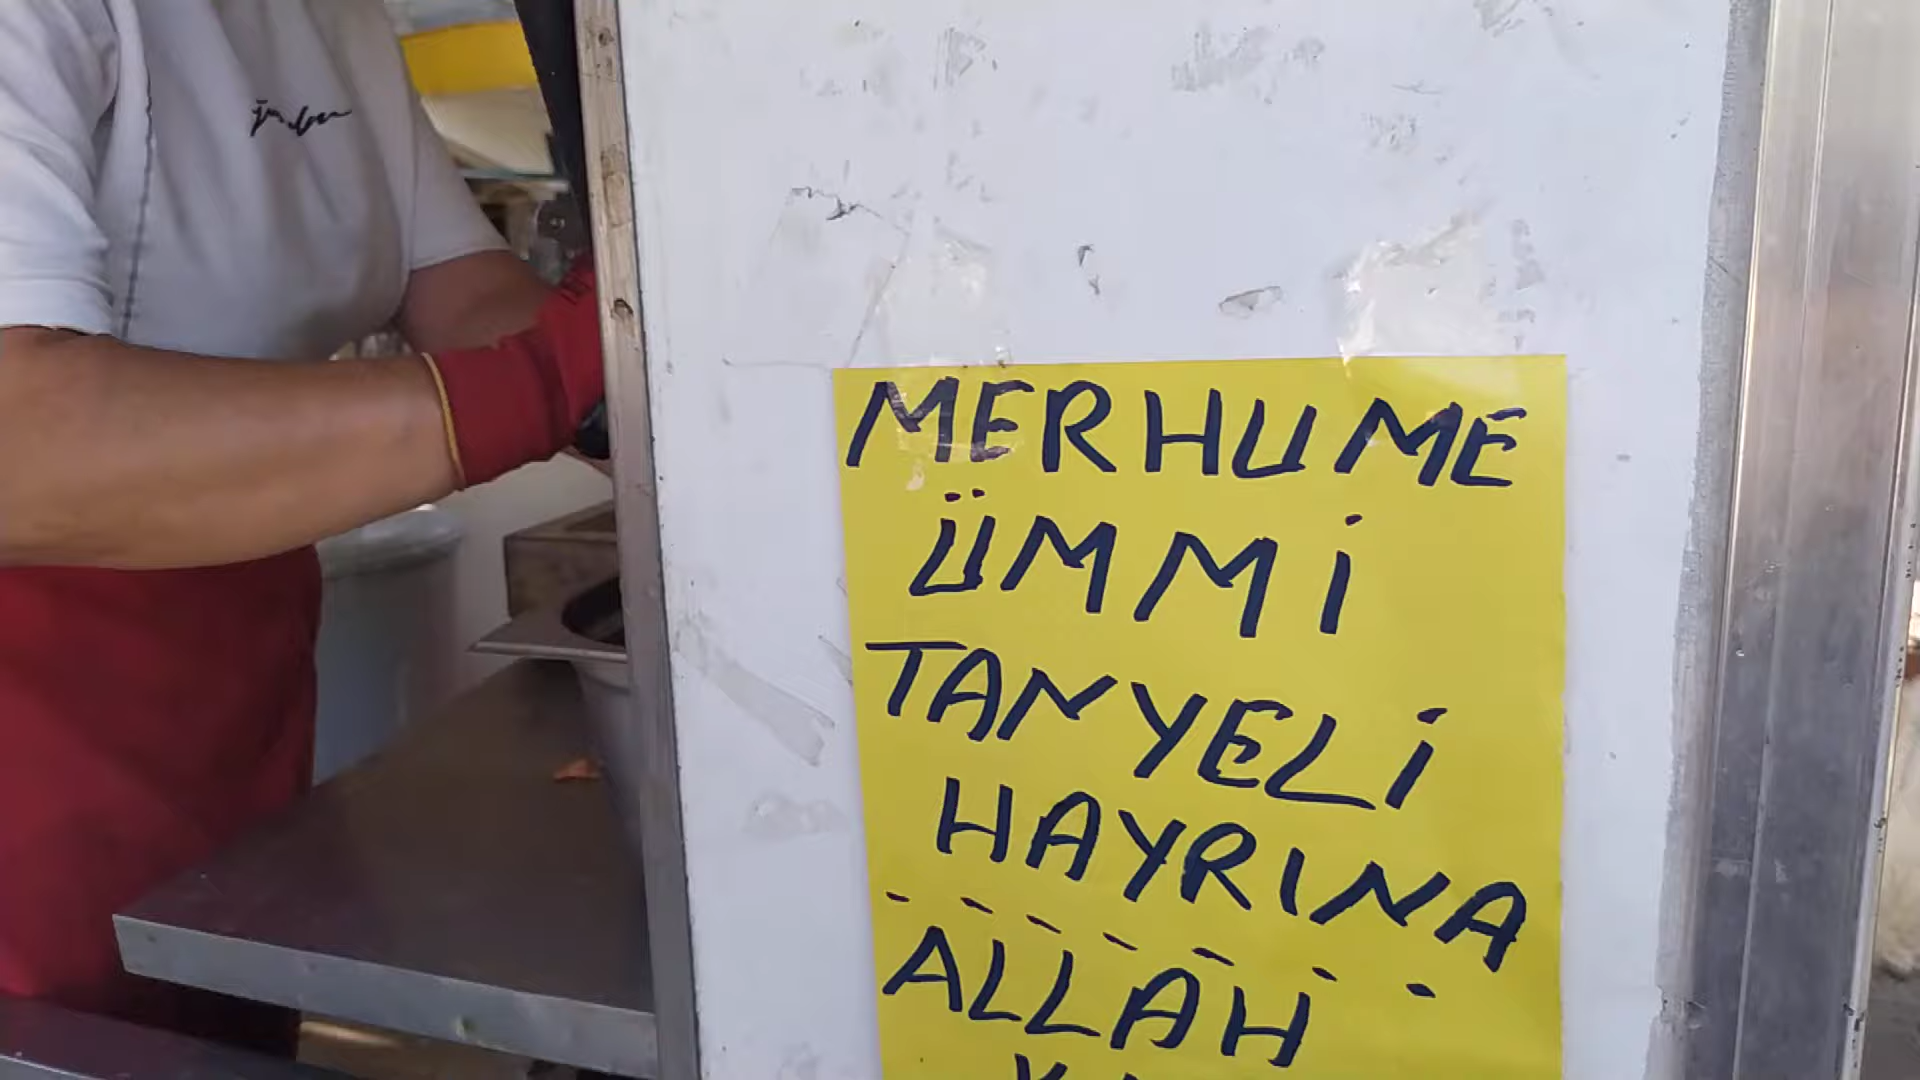 MERHUME
ÜMMİ
TANYELİ
HAYRINA
- - - - - - -
ALLAH